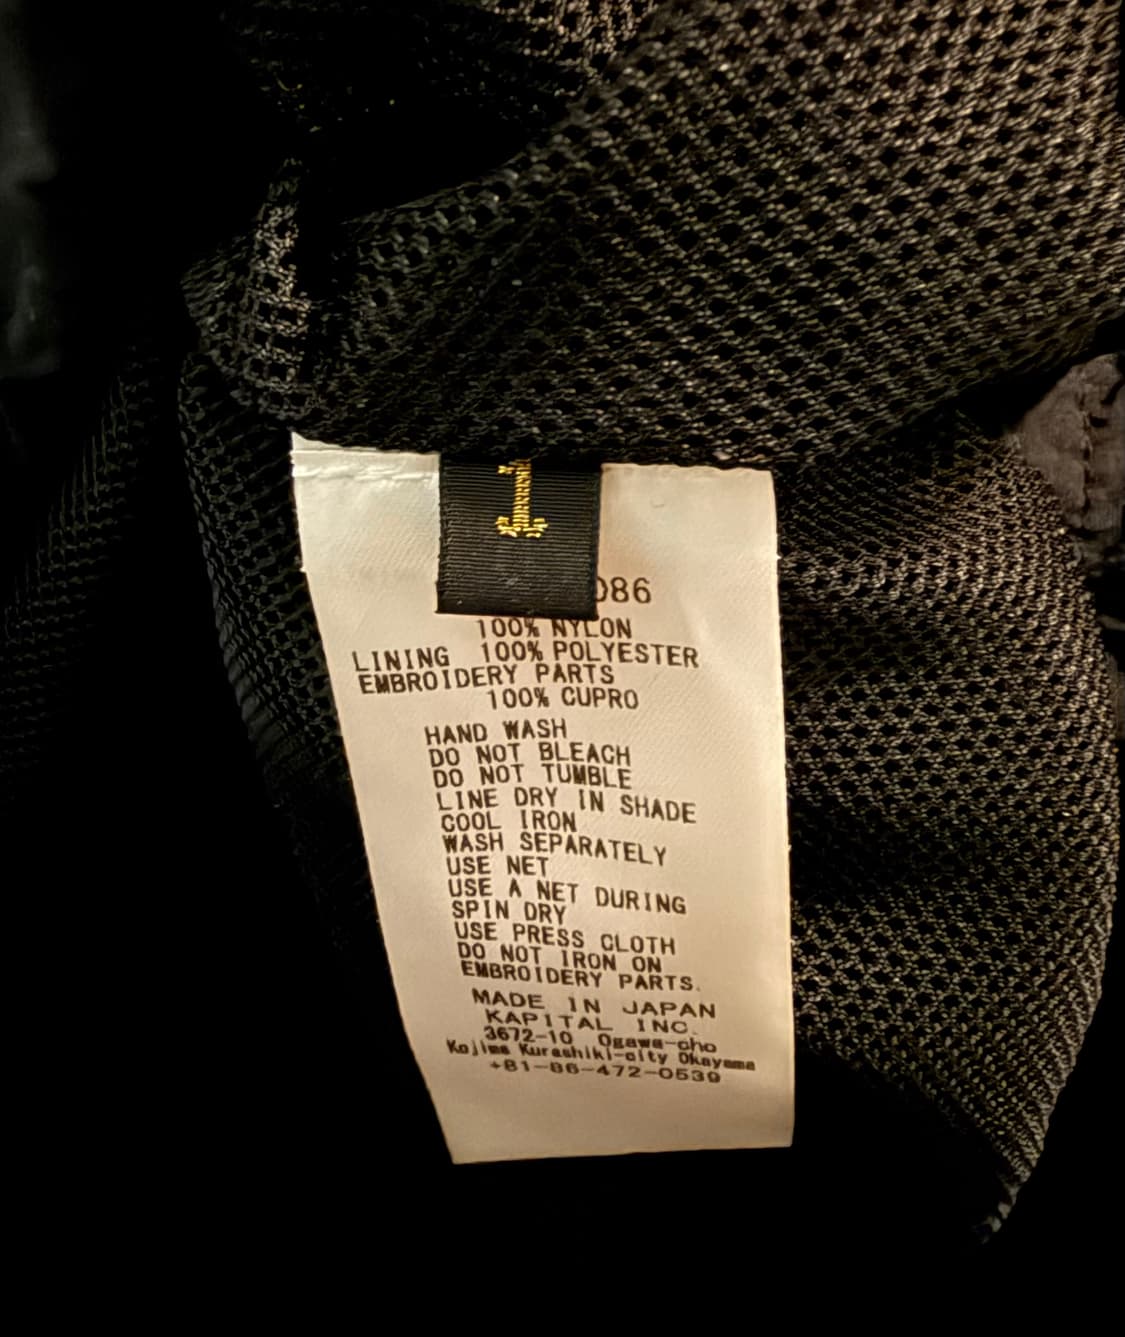 1
086
100% NYLON
LINING 100% POLYESTER
EMBROIDERY PARTS
100% CUPRO
HAND WASH
DO NOT BLEACH
DO NOT TUMBLE
LINE DRY IN SHADE
COOL IRON
WASH SEPARATELY
USE NET
USE A NET DURING
SPIN DRY
USE PRESS CLOTH
DO NOT IRON ON
EMBROIDERY PARTS.
MADE IN JAPAN
KAPITAL INC.
3672-10 Ogawa-cho
Kojima Kurashiki-city Okayama
+81-86-472-0539